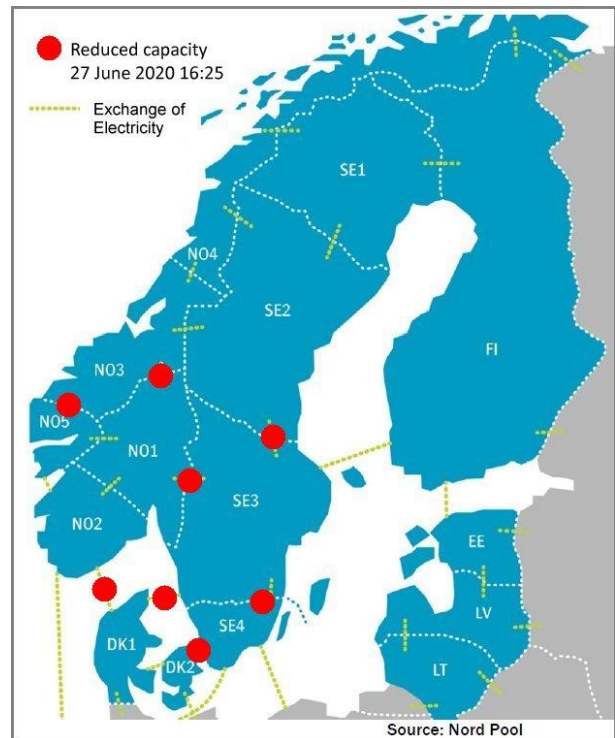 Reduced capacity
27 June 2020 16:25
Exchange of
Electricity
SE1
NO4
SE2
FI
NO3
NO5
NO1
SE3
NO2
EE
LV
SE4
DK1
DK2
LT
Source: Nord Pool